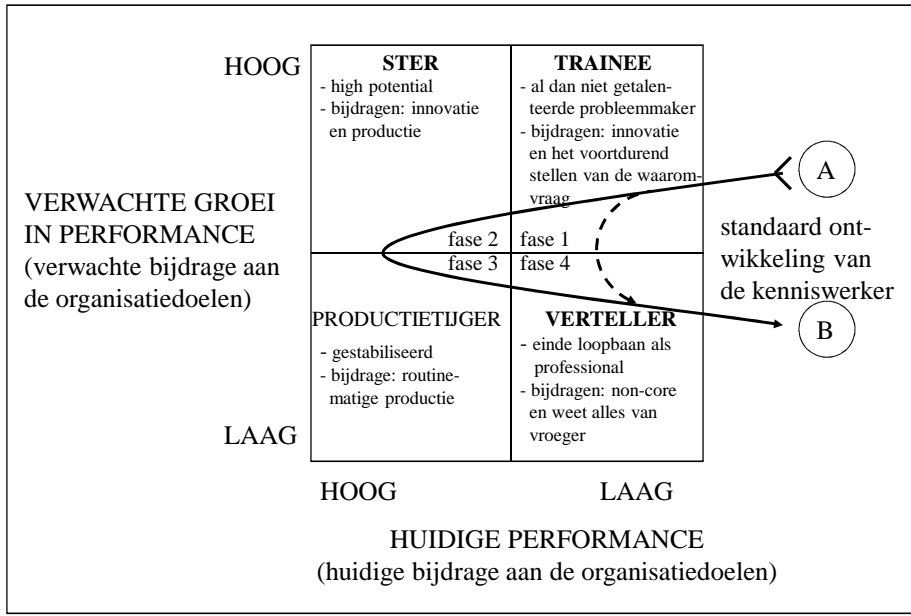 HOOG
STER
- high potential
- bijdragen: innovatie
en productie
TRAINEE
- al dan niet getalen-
teerde probleemmaker
- bijdragen: innovatie
en het voortdurend
stellen van de waarom-
vraag
A
VERWACHTE GROEI
IN PERFORMANCE
(verwachte bijdrage aan
de organisatiedoelen)
fase 2
fase 1
fase 3
fase 4
standaard ont-
wikkeling van
de kenniswerker
B
PRODUCTIETIJGER
- gestabiliseerd
- bijdrage: routine-
matige productie
VERTELLER
- einde loopbaan als
professional
- bijdragen: non-core
en weet alles van
vroeger
LAAG
HOOG
LAAG
HUIDIGE PERFORMANCE
(huidige bijdrage aan de organisatiedoelen)